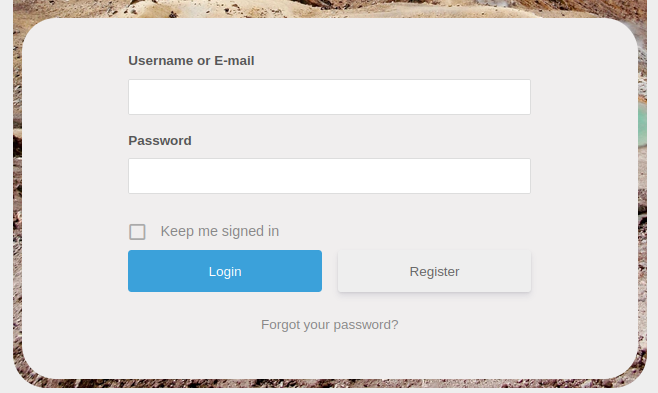 Username or E-mail
Password
Keep me signed in
Login Register
Forgot your password?